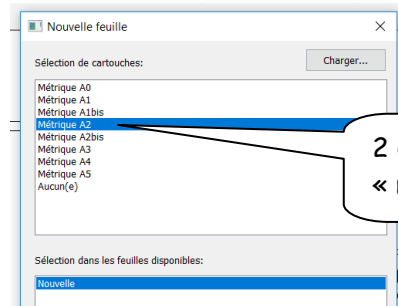 Nouvelle feuille
Sélection de cartouches:
Charger...
Métrique A0
Métrique A1
Métrique A1bis
Métrique A2
Métrique A2bis
Métrique A3
Métrique A4
Métrique A5
Aucun(e)
2
«
Sélection dans les feuilles disponibles:
Nouvelle